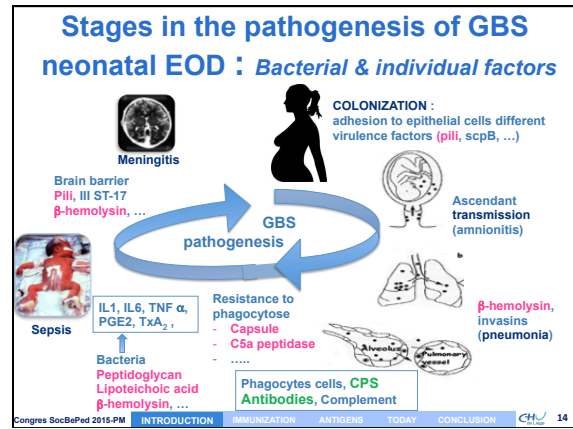 Stages in the pathogenesis of GBS
neonatal EOD : Bacterial & individual factors
COLONIZATION :
adhesion to epithelial cells different
virulence factors (pili, scpB, …)
Meningitis
Brain barrier
Pili, III ST-17
β-hemolysin, …
GBS
pathogenesis
Ascendant
transmission
(amnionitis)
b
β-hemolysin,
invasins
(pneumonia)
Alveolus
Pulmonary
vessel
Resistance to
phagocytose
- Capsule
- C5a peptidase
- …..
Sepsis
IL1, IL6, TNF α,
PGE2, TxA2 ,
Bacteria
Peptidoglycan
Lipoteichoic acid
β-hemolysin, …
Phagocytes cells, CPS
Antibodies, Complement
Congres SocBePed 2015-PM INTRODUCTION IMMUNIZATION ANTIGENS TODAY CONCLUSION CHU de Liège 14